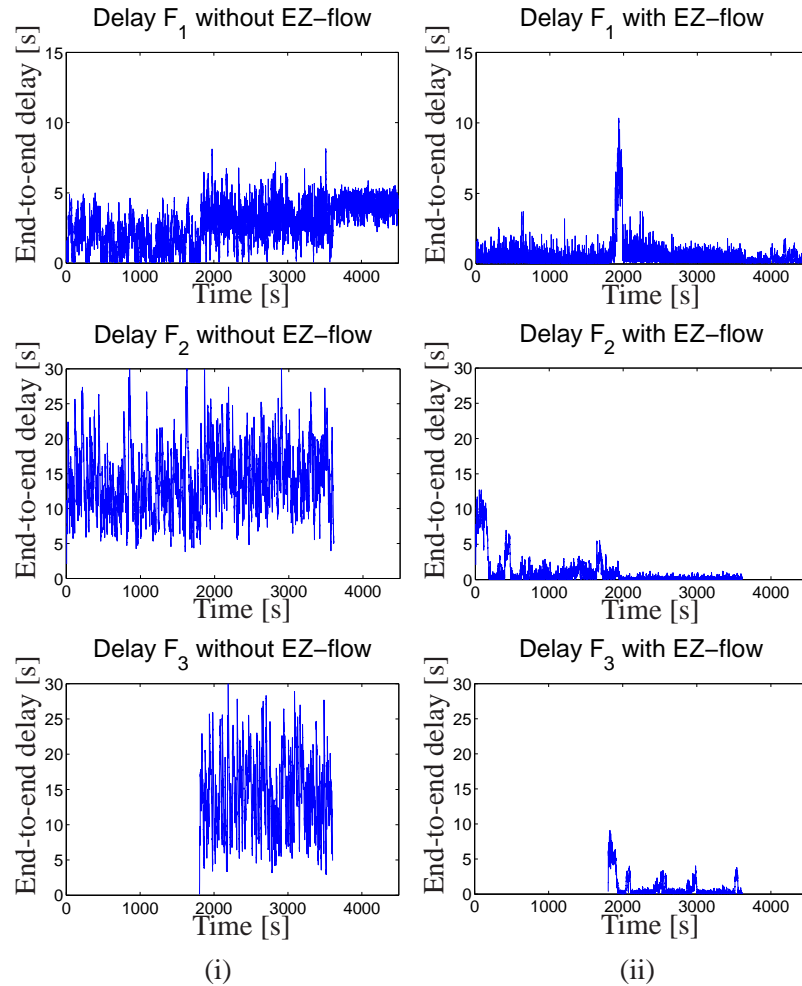 Delay F1 without EZ−flow
End-to-end delay [s]
15
10
5
0
0 1000 2000 3000 4000
Time [s]
Delay F1 with EZ−flow
End-to-end delay [s]
15
10
5
0
0 1000 2000 3000 4000
Time [s]
Delay F2 without EZ−flow
End-to-end delay [s]
30
25
20
15
10
5
0
0 1000 2000 3000 4000
Time [s]
Delay F2 with EZ−flow
End-to-end delay [s]
30
25
20
15
10
5
0
0 1000 2000 3000 4000
Time [s]
Delay F3 without EZ−flow
End-to-end delay [s]
30
25
20
15
10
5
0
0 1000 2000 3000 4000
Time [s]
Delay F3 with EZ−flow
End-to-end delay [s]
30
25
20
15
10
5
0
0 1000 2000 3000 4000
Time [s]
(i)
(ii)